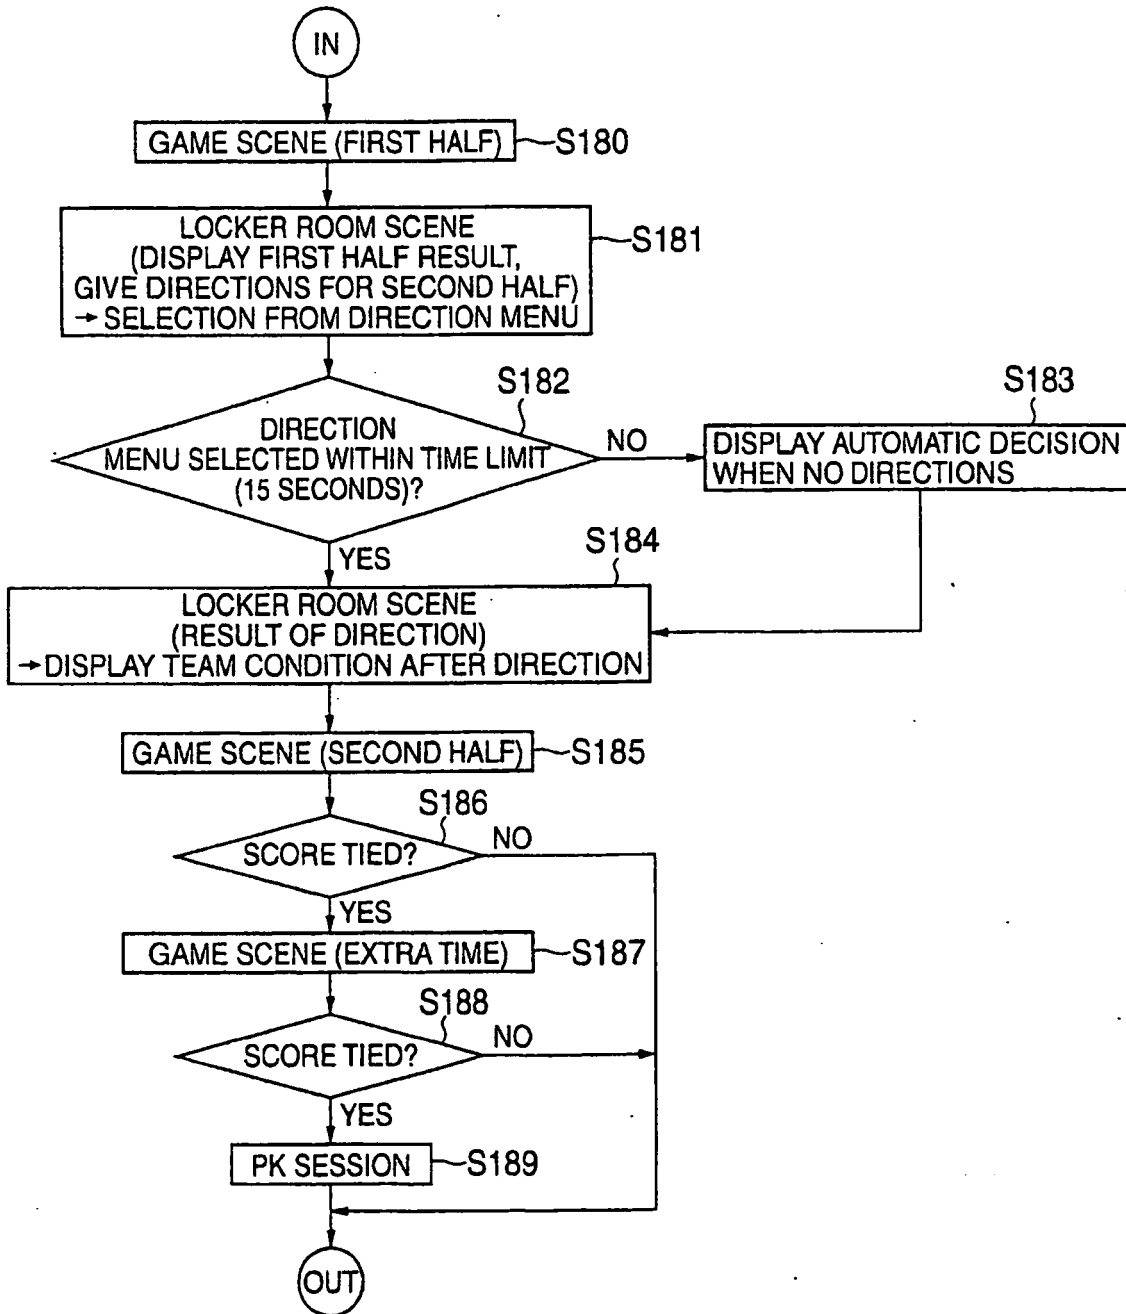 IN
GAME SCENE (FIRST HALF)
S180
LOCKER ROOM SCENE
(DISPLAY FIRST HALF RESULT,
GIVE DIRECTIONS FOR SECOND HALF)
→ SELECTION FROM DIRECTION MENU
S181
S182
DIRECTION
MENU SELECTED WITHIN TIME LIMIT
(15 SECONDS)?
NO
S183
DISPLAY AUTOMATIC DECISION
WHEN NO DIRECTIONS
YES
S184
LOCKER ROOM SCENE
(RESULT OF DIRECTION)
→ DISPLAY TEAM CONDITION AFTER DIRECTION
GAME SCENE (SECOND HALF)
S185
S186
SCORE TIED?
NO
YES
GAME SCENE (EXTRA TIME)
S187
S188
SCORE TIED?
NO
YES
PK SESSION
S189
OUT